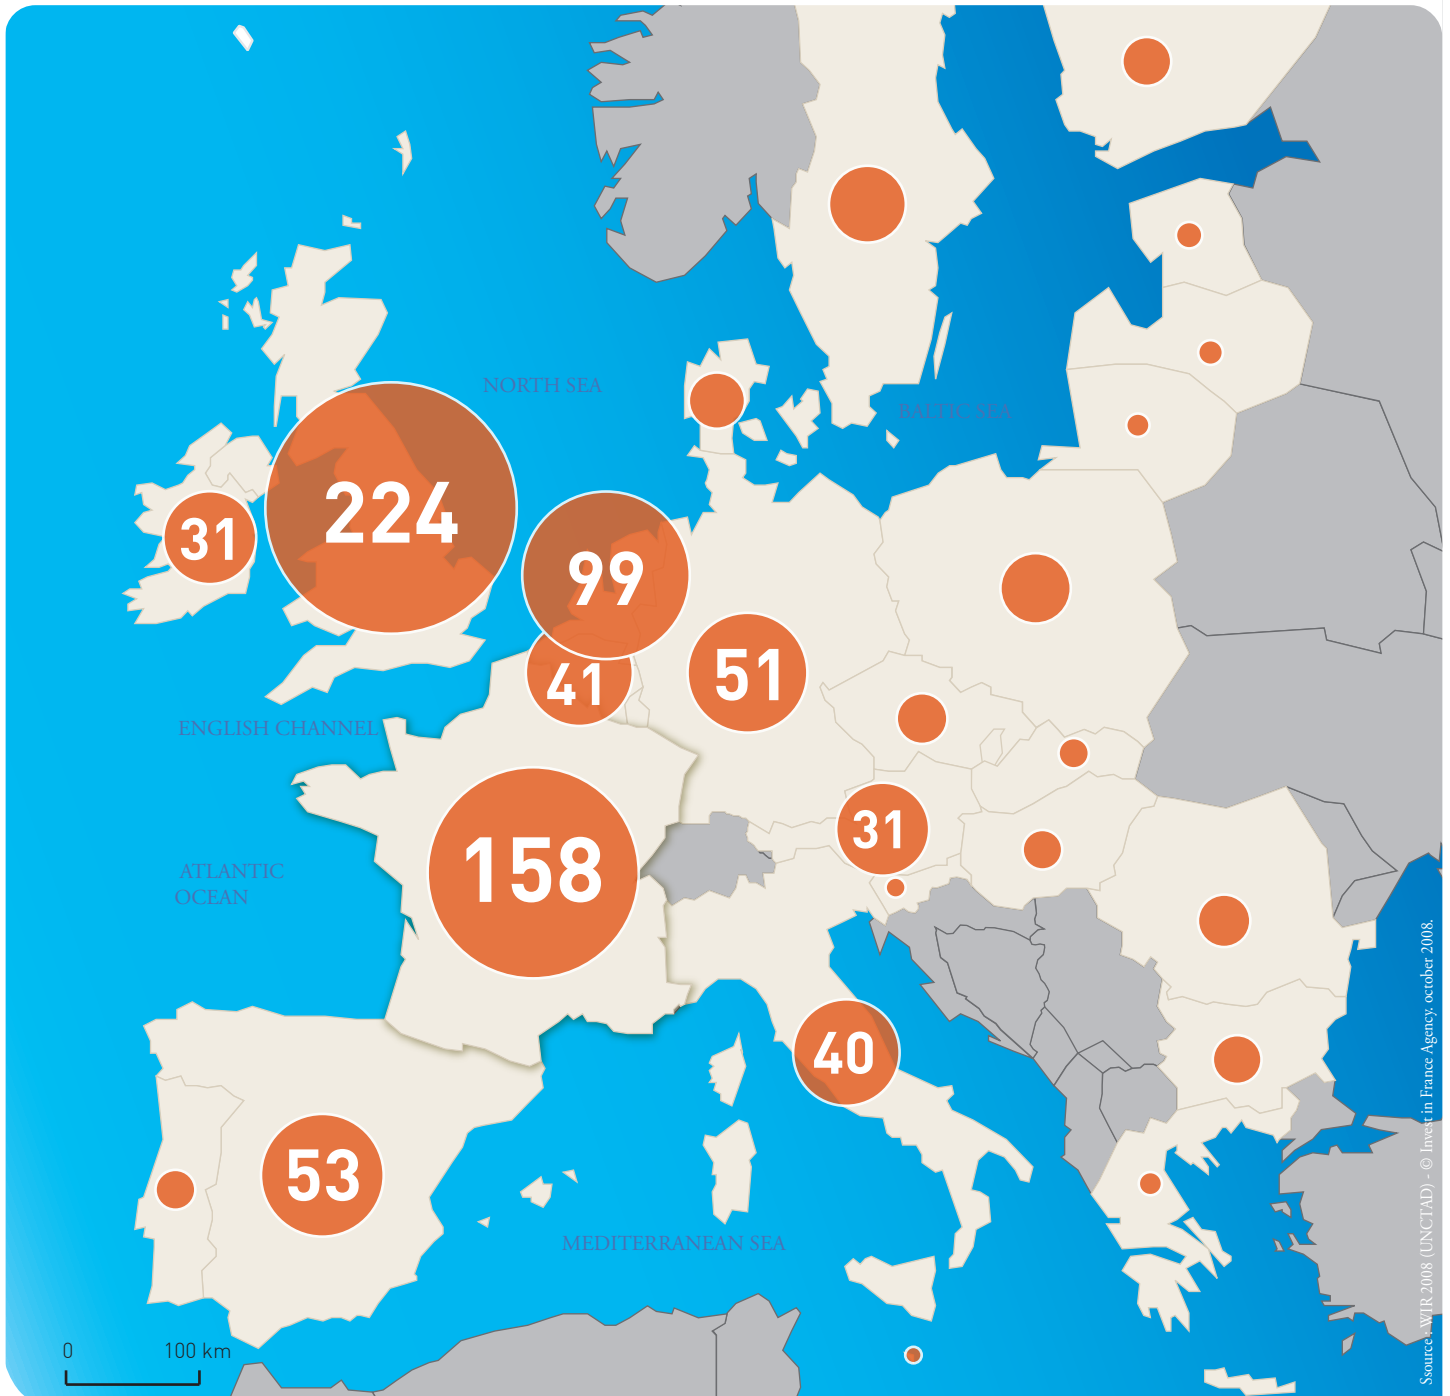 NORTH SEA
BALTIC SEA
224
31
99
41
51
ENGLISH CHANNEL
31
158
ATLANTIC
OCEAN
40
53
MEDITERRANEAN SEA
0 100 km
Ssource : WIR 2008 (UNCTAD) - © Invest in France Agency. october 2008.